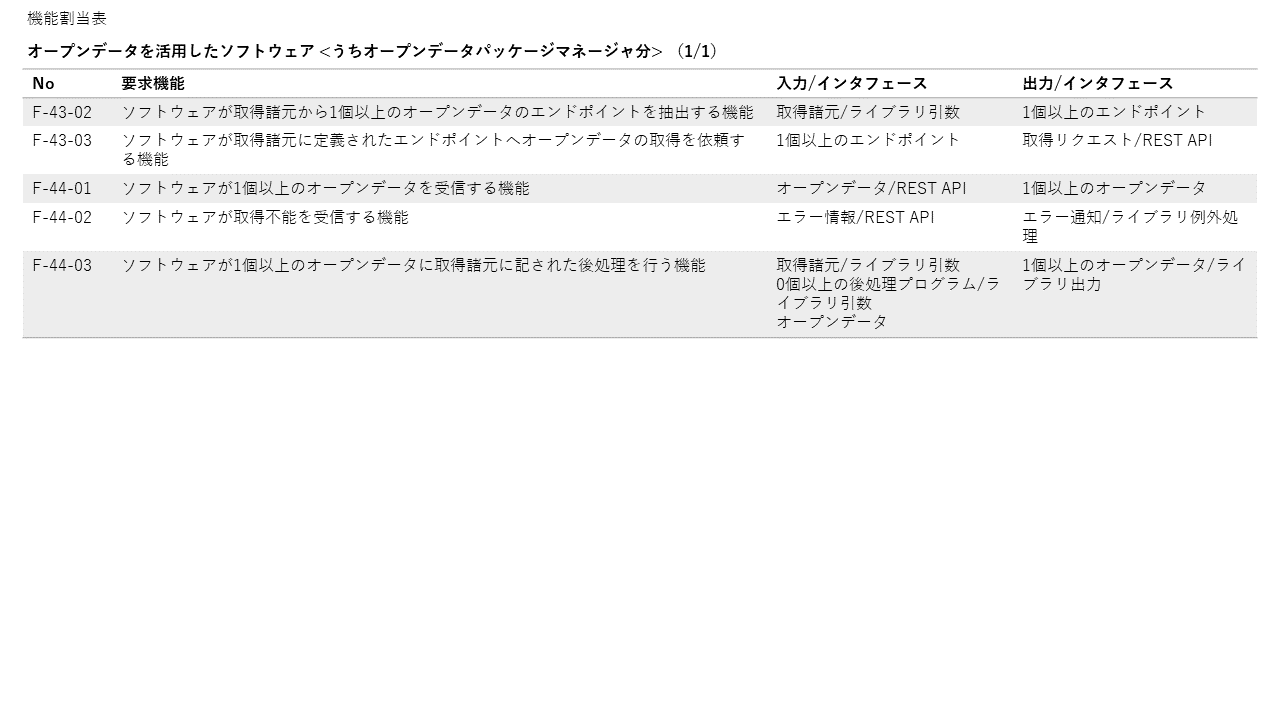 機能割当表
オープンデータを活用したソフトウェア <うちオープンデータパッケージマネージャ分> （1/1）
No 要求機能 入力/インタフェース 出力/インタフェース
F-43-02 ソフトウェアが取得諸元から1個以上のオープンデータのエンドポイントを抽出する機能 取得諸元/ライブラリ引数 1個以上のエンドポイント
F-43-03 ソフトウェアが取得諸元に定義されたエンドポイントへオープンデータの取得を依頼す 1個以上のエンドポイント 取得リクエスト/REST API
る機能
F-44-01 ソフトウェアが1個以上のオープンデータを受信する機能 オープンデータ/REST API 1個以上のオープンデータ
F-44-02 ソフトウェアが取得不能を受信する機能 エラー情報/REST API エラー通知/ライブラリ例外処
理
F-44-03 ソフトウェアが1個以上のオープンデータに取得諸元に記された後処理を行う機能 取得諸元/ライブラリ引数 1個以上のオープンデータ/ライ
0個以上の後処理プログラム/ラ ブラリ出力
イブラリ引数
オープンデータ